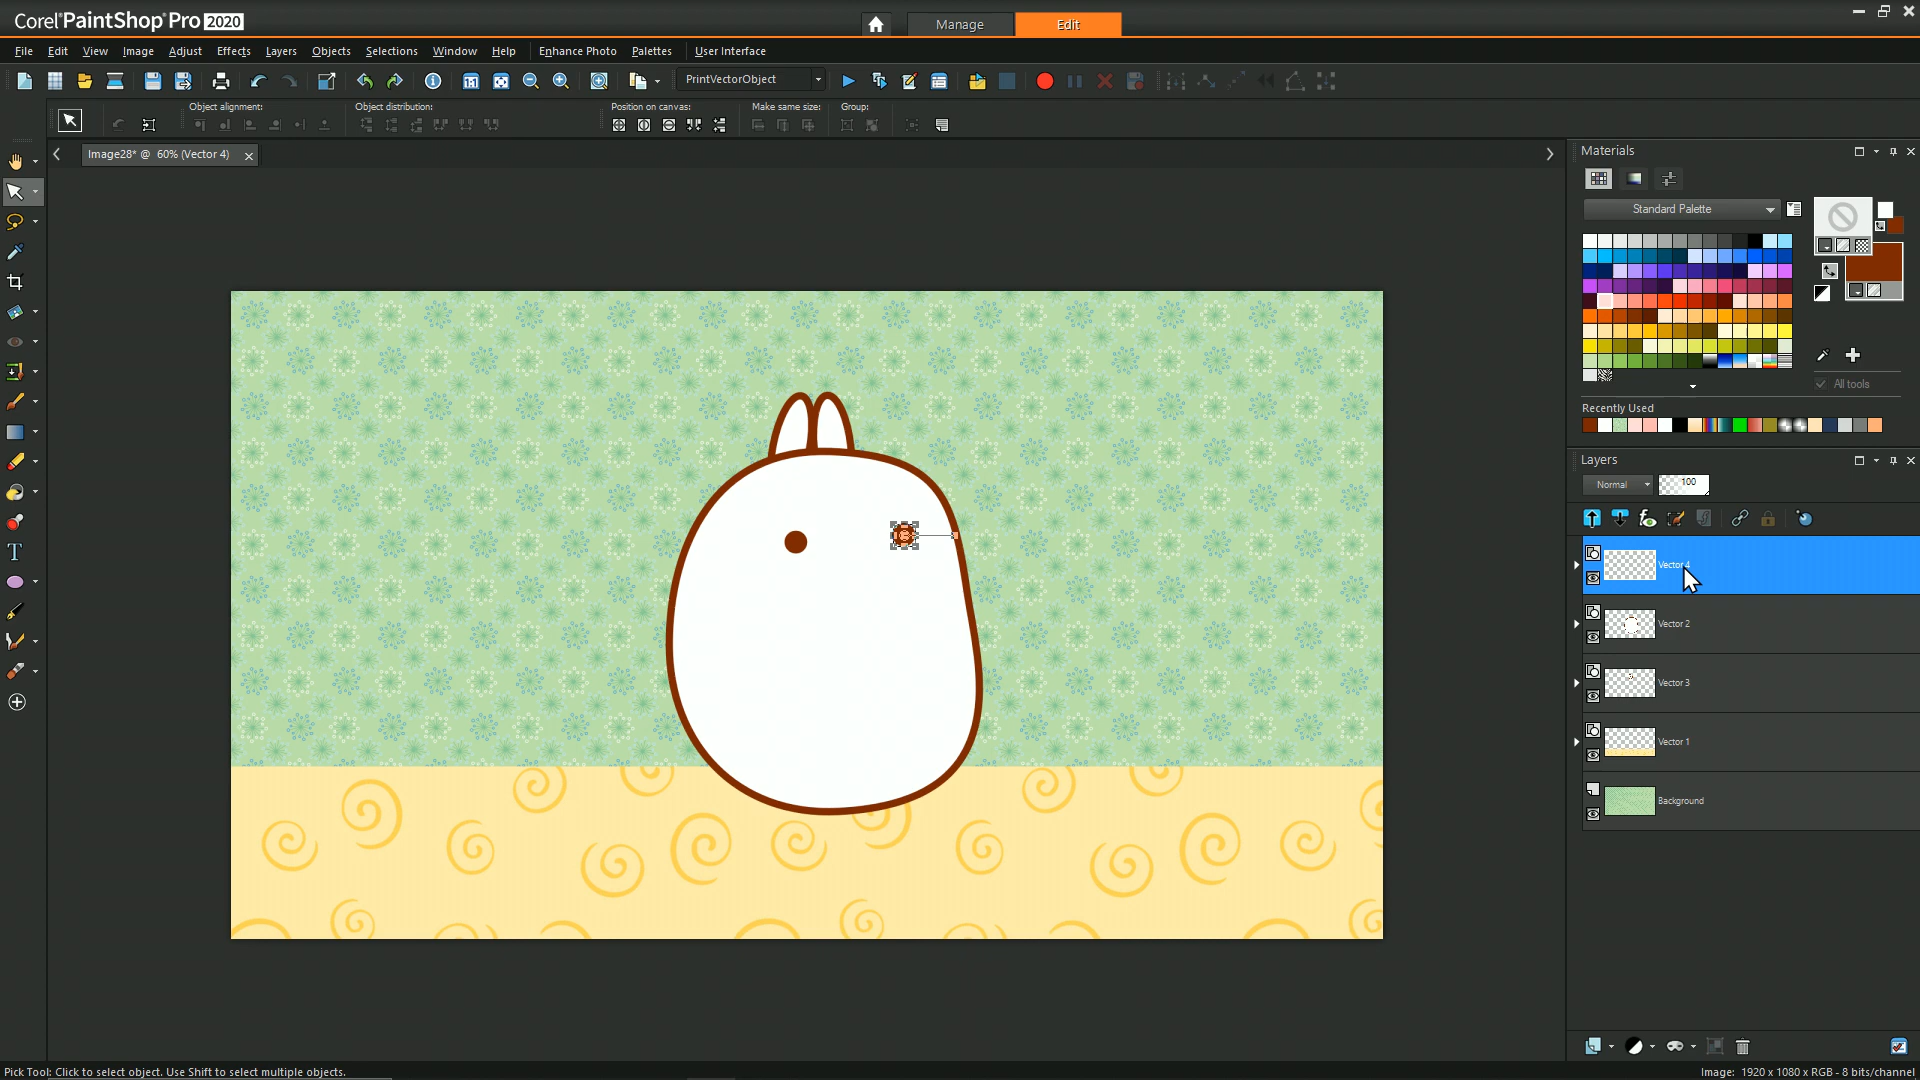 Corel PaintShop Pro 2020
Manage
Edit
File Edit View Image Adjust Effects Layers Objects Selections Window Help Enhance Photo Palettes User Interface
PrintVectorObject
Object alignment:
Object distribution:
Position on canvas:
Make same size:
Group:
Image28* @ 60% (Vector 4)
Materials
Standard Palette
All tools
Recently Used
Layers
Normal
100
Vector 4
Vector 2
Vector 3
Vector 1
Background
Pick Tool: Click to select object. Use Shift to select multiple objects.
Image: 1920 x 1080 x RGB - 8 bits/channel